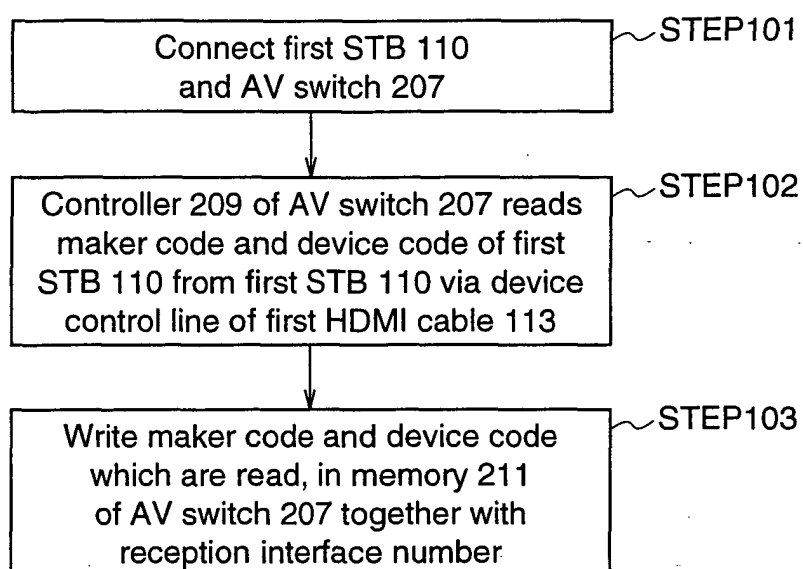 Connect first STB 110 STEP101
and AV switch 207
Controller 209 of AV switch 207 reads STEP102
maker code and device code of first
STB 110 from first STB 110 via device
control line of first HDMI cable 113
Write maker code and device code STEP103
which are read, in memory 211
of AV switch 207 together with
reception interface number